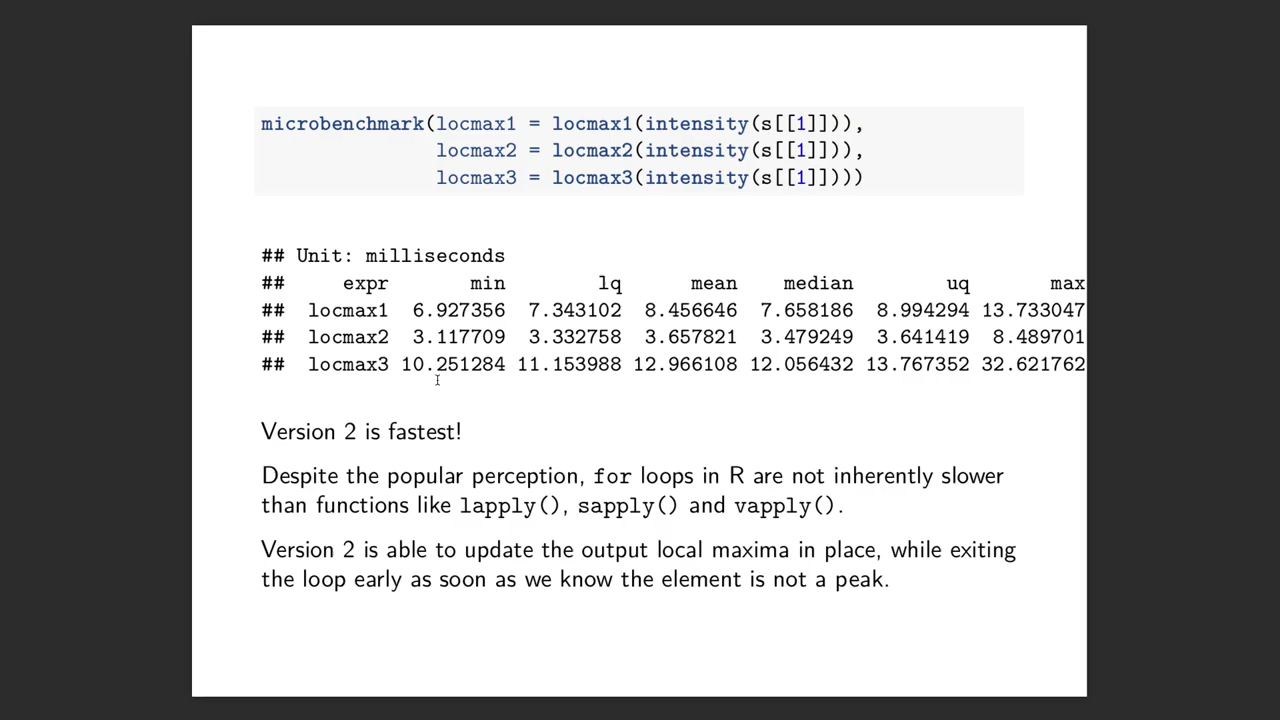 microbenchmark(locmax1 = locmax1(intensity(s[[1]])),
locmax2 = locmax2(intensity(s[[1]])),
locmax3 = locmax3(intensity(s[[1]])))
## Unit: milliseconds
## expr min lq mean median uq max
## locmax1 6.927356 7.343102 8.456646 7.658186 8.994294 13.733047
## locmax2 3.117709 3.332758 3.657821 3.479249 3.641419 8.489701
## locmax3 10.251284 11.153988 12.966108 12.056432 13.767352 32.621762
Version 2 is fastest!
Despite the popular perception, for loops in R are not inherently slower
than functions like lapply(), sapply() and vapply().
Version 2 is able to update the output local maxima in place, while exiting
the loop early as soon as we know the element is not a peak.